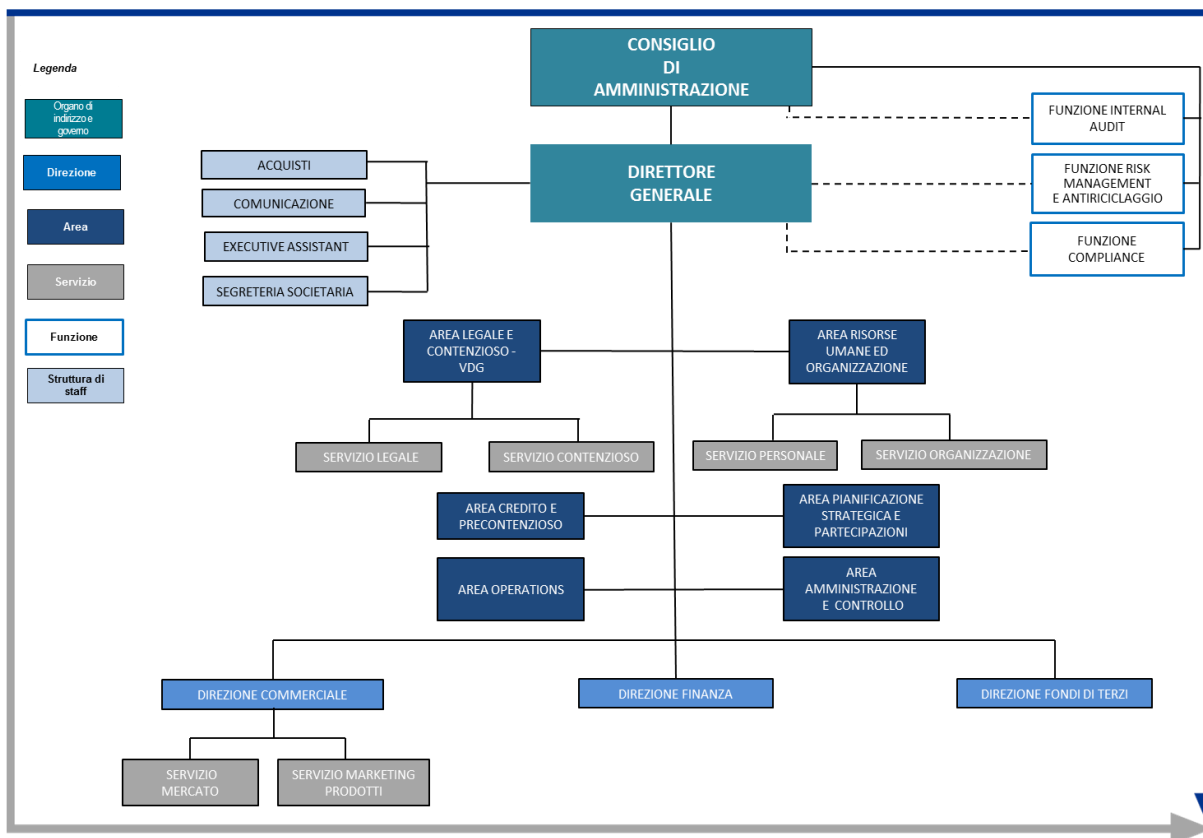 Legenda
Organo di
indirizzo e
governo
Direzione
Area
Servizio
Funzione
Struttura di
staff
CONSIGLIO
DI
AMMINISTRAZIONE
DIRETTORE
GENERALE
FUNZIONE INTERNAL
AUDIT
FUNZIONE RISK
MANAGEMENT
E ANTIRICICLAGGIO
FUNZIONE
COMPLIANCE
ACQUISTI
COMUNICAZIONE
EXECUTIVE ASSISTANT
SEGRETERIA SOCIETARIA
AREA LEGALE E
CONTENZIOSO -
VDG
AREA RISORSE
UMANE ED
ORGANIZZAZIONE
SERVIZIO LEGALE
SERVIZIO CONTENZIOSO
SERVIZIO PERSONALE
SERVIZIO ORGANIZZAZIONE
AREA CREDITO E
PRECONTENZIOSO
AREA PIANIFICAZIONE
STRATEGICA E
PARTECIPAZIONI
AREA OPERATIONS
AREA
AMMINISTRAZIONE
E CONTROLLO
DIREZIONE COMMERCIALE
DIREZIONE FINANZA
DIREZIONE FONDI DI TERZI
SERVIZIO
MERCATO
SERVIZIO MARKETING
PRODOTTI